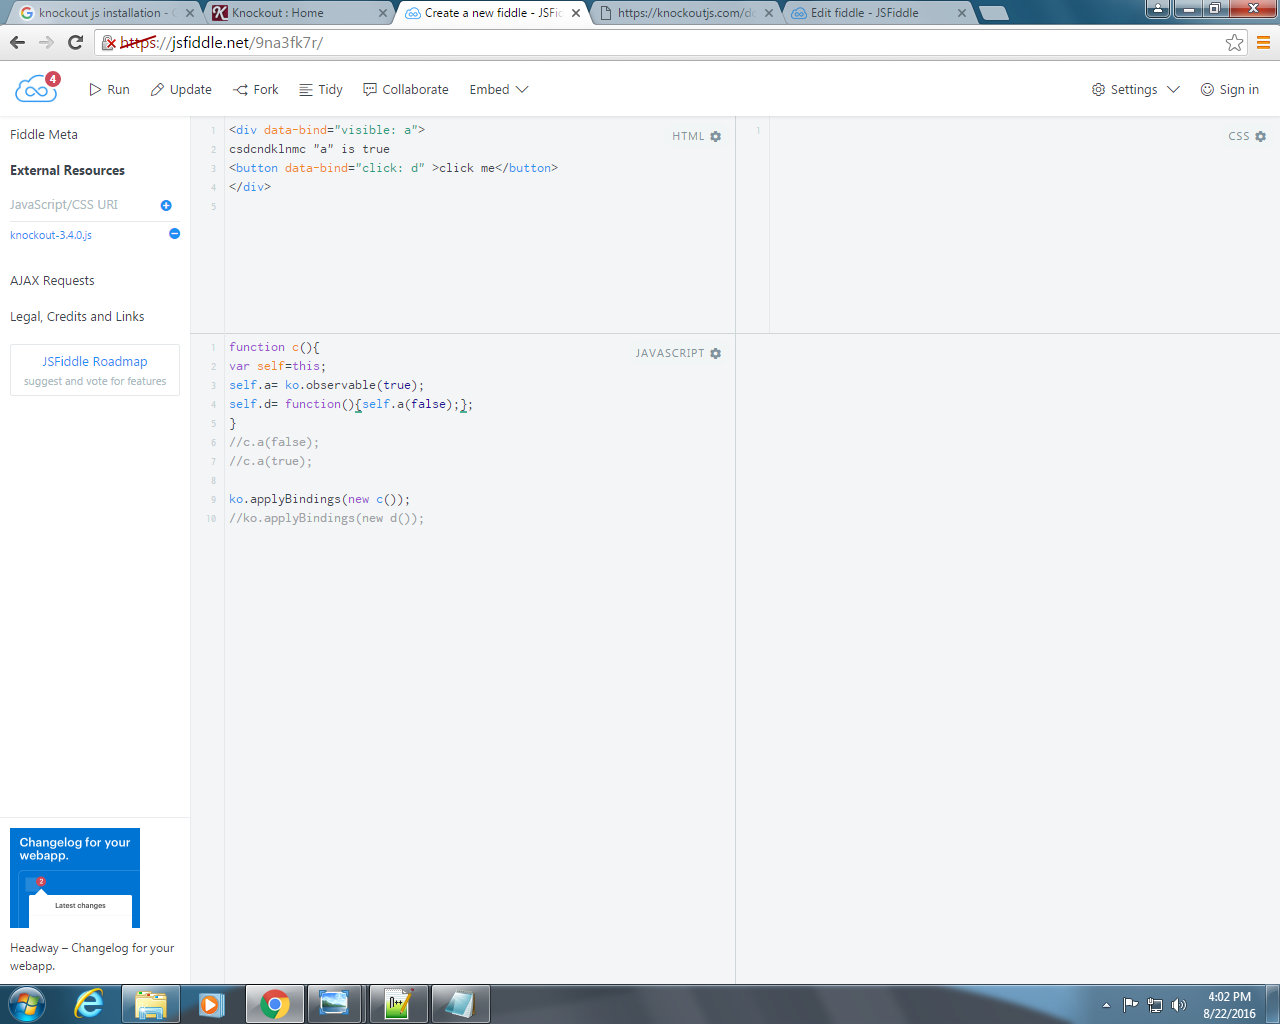 knockout js installation - G
Knockout : Home
Create a new fiddle - JSFid
https://knockoutjs.com/do
Edit fiddle - JSFiddle
https://jsfiddle.net/9na3fk7r/
4
Run
Update
Fork
Tidy
Collaborate
Embed
Settings
Sign in
Fiddle Meta
External Resources
JavaScript/CSS URI
knockout-3.4.0.js
AJAX Requests
Legal, Credits and Links
JSFiddle Roadmap
suggest and vote for features
HTML
1 <div data-bind="visible: a">
2 csdcndklnmc "a" is true
3 <button data-bind="click: d" >click me</button>
4 </div>
5
CSS
1
JAVASCRIPT
1 function c(){
2 var self=this;
3 self.a= ko.observable(true);
4 self.d= function(){self.a(false);};
5 }
6 //c.a(false);
7 //c.a(true);
8
9 ko.applyBindings(new c());
10 //ko.applyBindings(new d());
Changelog for your
webapp.
2
Latest changes
Headway – Changelog for your
webapp.
4:02 PM
8/22/2016